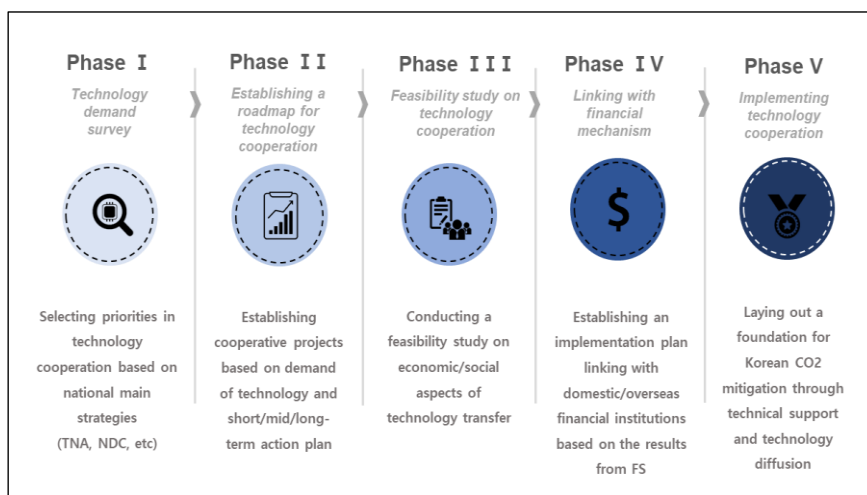 Phase I
Technology
demand
survey
Selecting priorities in
technology
cooperation based on
national main
strategies
(TNA, NDC, etc)
Phase II
Establishing a
roadmap for
technology
cooperation
Establishing
cooperative projects
based on demand
of technology and
short/mid/long-
term action plan
Phase III
Feasibility study on
technology
cooperation
Conducting a
feasibility study on
economic/social
aspects of
technology transfer
Phase IV
Linking with
financial
mechanism
$
Establishing an
implementation plan
linking with
domestic/overseas
financial institutions
based on the results
from FS
Phase V
Implementing
technology
cooperation
Laying out a
foundation for
Korean CO2
mitigation through
technical support
and technology
diffusion